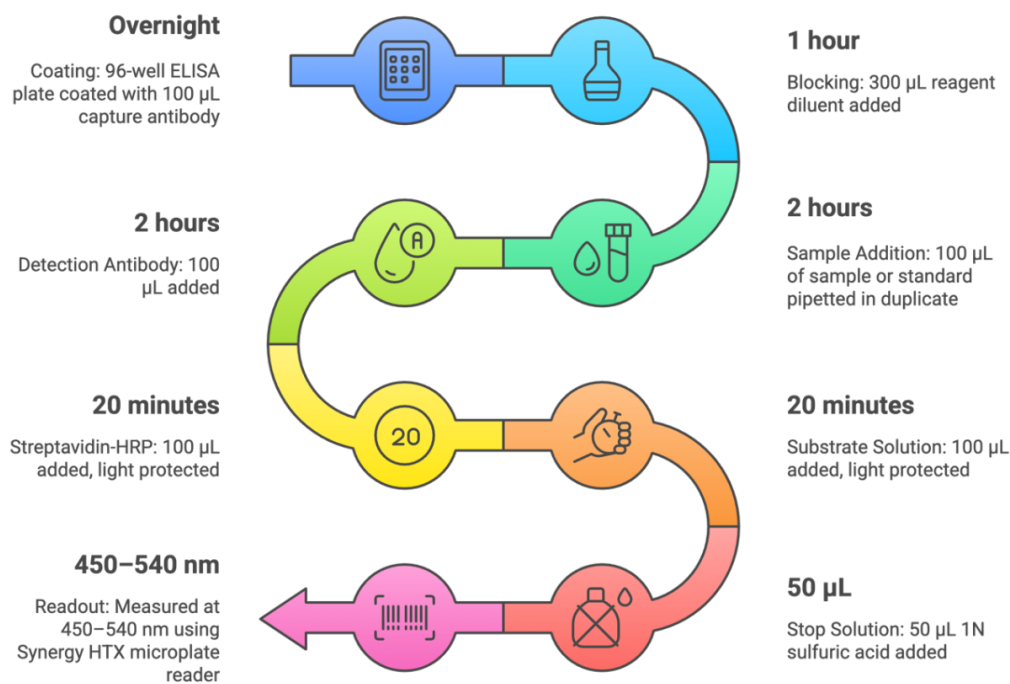 Overnight
Coating: 96-well ELISA
plate coated with 100 µL
capture antibody
1 hour
Blocking: 300 µL reagent
diluent added
2 hours
Sample Addition: 100 µL
of sample or standard
pipetted in duplicate
2 hours
Detection Antibody: 100
µL added
A
20 minutes
Streptavidin-HRP: 100 µL
added, light protected
20
20 minutes
Substrate Solution: 100 µL
added, light protected
50 µL
Stop Solution: 50 µL 1N
sulfuric acid added
450–540 nm
Readout: Measured at
450–540 nm using
Synergy HTX microplate
reader